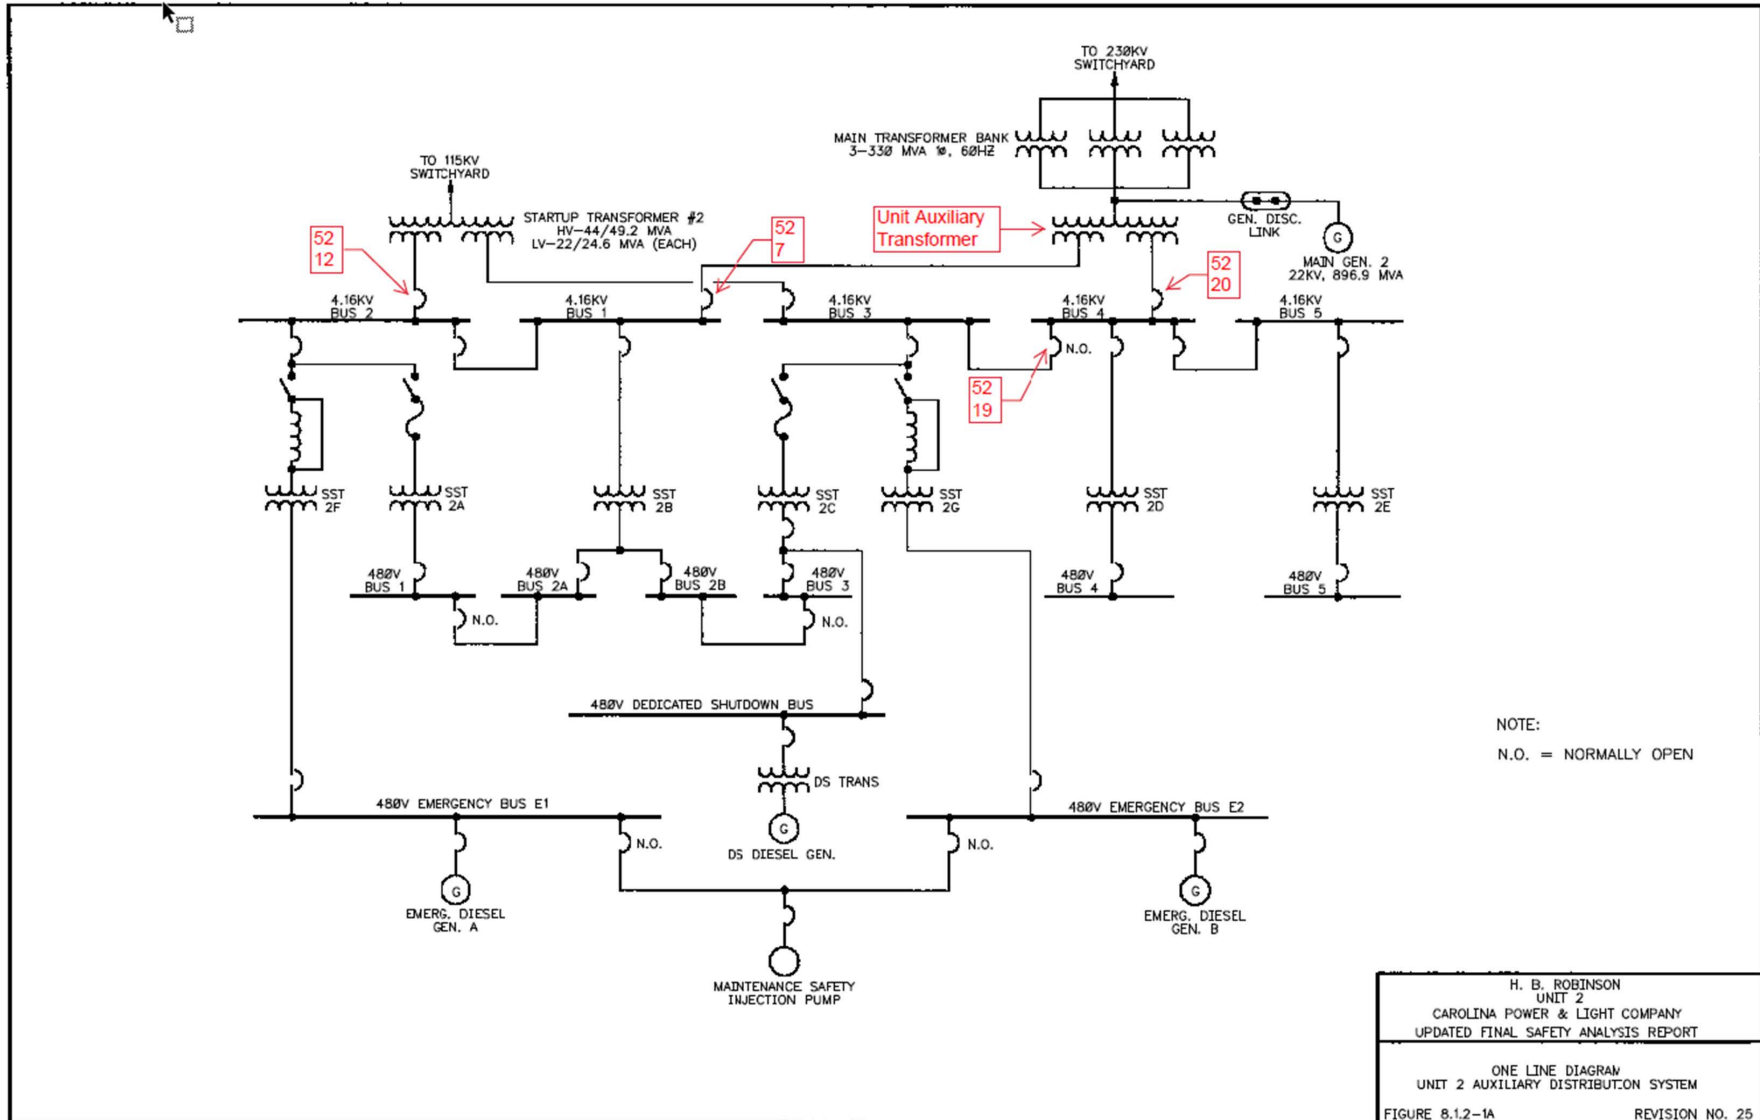 TO 230KV
SWITCHYARD
MAIN TRANSFORMER BANK
3-330 MVA 1Ø, 60HZ
TO 115KV
SWITCHYARD
STARTUP TRANSFORMER #2
HV-44/49.2 MVA
LV-22/24.6 MVA (EACH)
52
12
52
7
Unit Auxiliary
Transformer
GEN. DISC.
LINK
G
MAIN GEN. 2
22KV, 896.9 MVA
52
20
4.16KV
BUS 2
4.16KV
BUS 1
4.16KV
BUS 3
4.16KV
BUS 4
4.16KV
BUS 5
N.O.
52
19
SST
2F
SST
2A
SST
2B
SST
2C
SST
2G
SST
2D
SST
2E
480V
BUS 1
480V
BUS 2A
480V
BUS 2B
480V
BUS 3
480V
BUS 4
480V
BUS 5
N.O.
N.O.
480V DEDICATED SHUTDOWN BUS
NOTE:
N.O. = NORMALLY OPEN
DS TRANS
480V EMERGENCY BUS E1
480V EMERGENCY BUS E2
G
DS DIESEL GEN.
N.O.
N.O.
G
EMERG. DIESEL
GEN. A
G
EMERG. DIESEL
GEN. B
MAINTENANCE SAFETY
INJECTION PUMP
H. B. ROBINSON
UNIT 2
CAROLINA POWER & LIGHT COMPANY
UPDATED FINAL SAFETY ANALYSIS REPORT
ONE LINE DIAGRAM
UNIT 2 AUXILIARY DISTRIBUTION SYSTEM
FIGURE 8.1.2-1A REVISION NO. 25